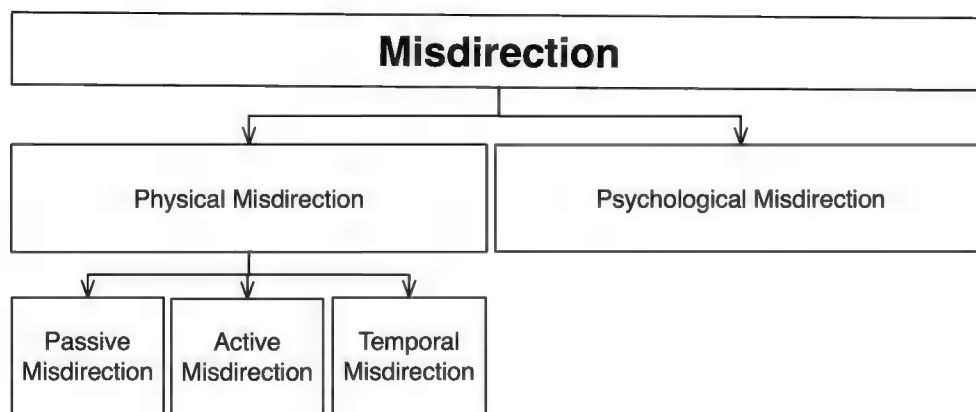 Misdirection
Physical Misdirection
Psychological Misdirection
Passive
Misdirection
Active
Misdirection
Temporal
Misdirection